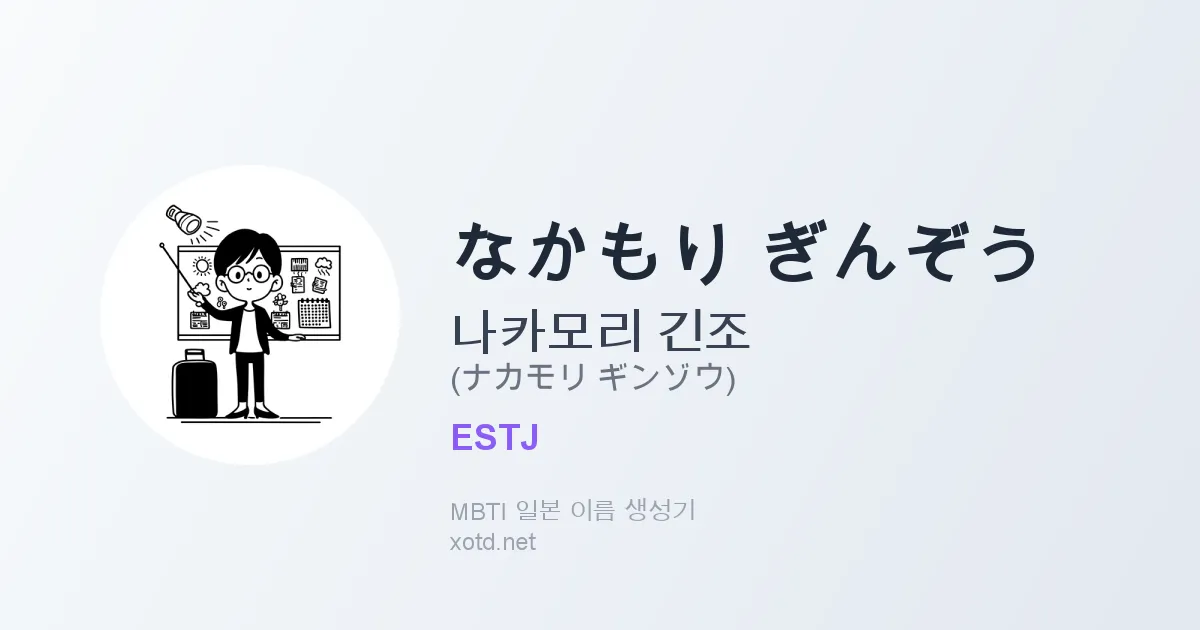 なかもり ぎんぞう
나카모리 긴조
(ナカモリ ギンゾウ)
ESTJ
MBTI 일본 이름 생성기
xotd.net